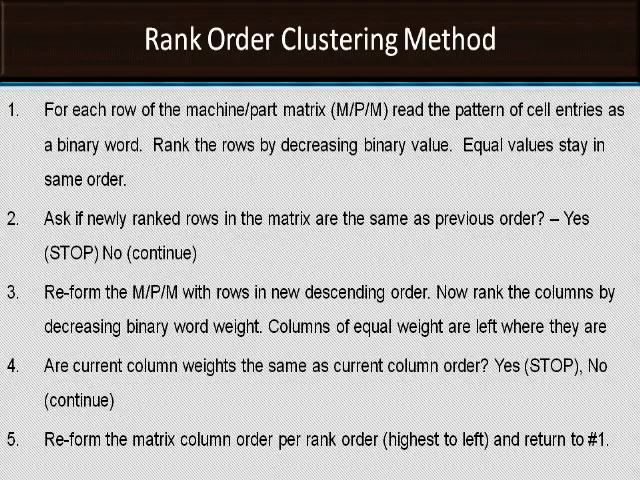 Rank Order Clustering Method
1. For each row of the machine/part matrix (M/P/M) read the pattern of cell entries as
a binary word. Rank the rows by decreasing binary value. Equal values stay in
same order.
2. Ask if newly ranked rows in the matrix are the same as previous order? – Yes
(STOP) No (continue)
3. Re-form the M/P/M with rows in new descending order. Now rank the columns by
decreasing binary word weight. Columns of equal weight are left where they are
4. Are current column weights the same as current column order? Yes (STOP), No
(continue)
5. Re-form the matrix column order per rank order (highest to left) and return to #1.